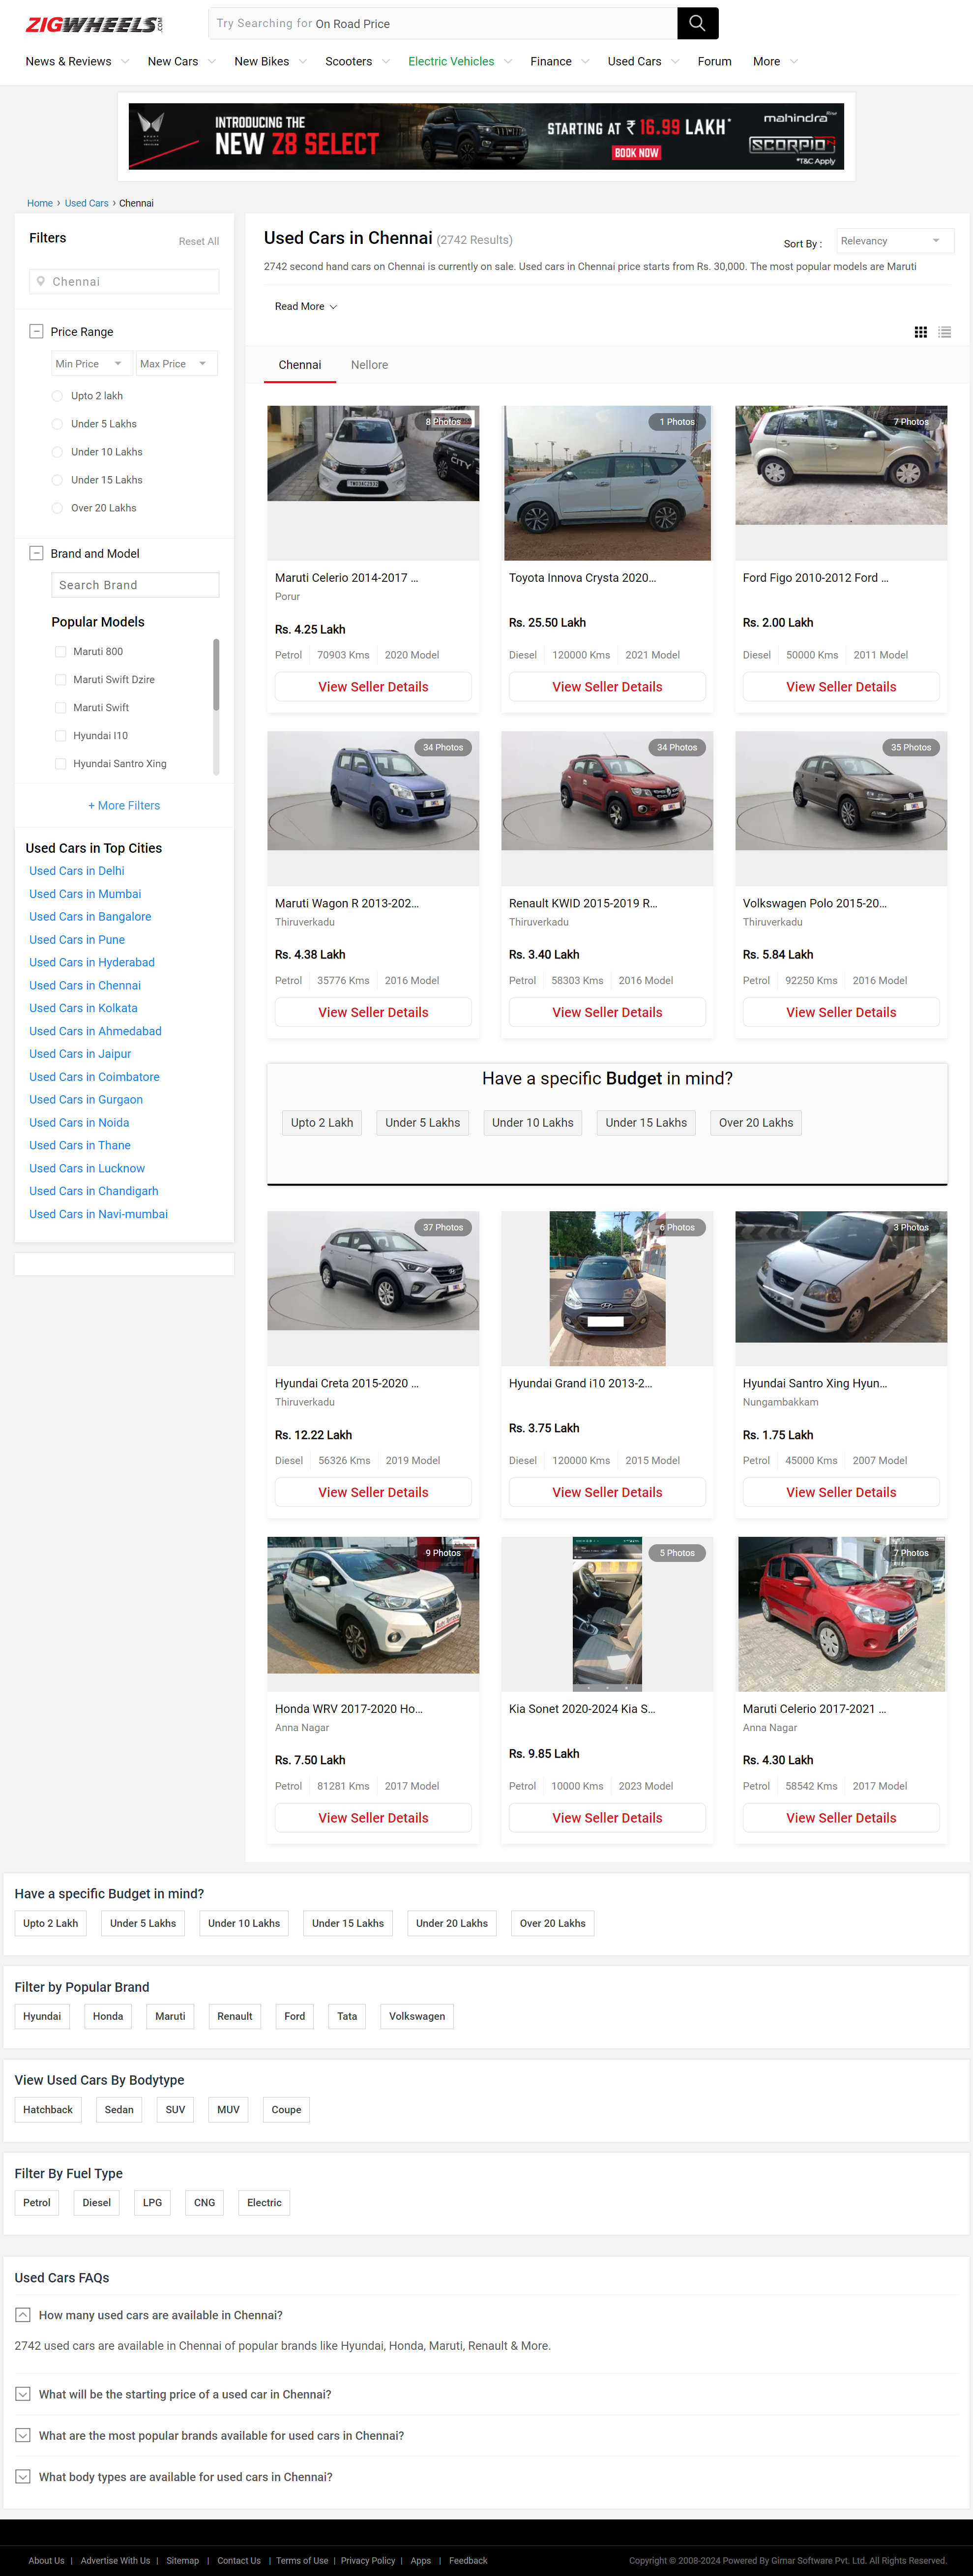 ZIGWHEELS.COM
Try Searching for On Road Price
News & Reviews New Cars New Bikes Scooters Electric Vehicles Finance Used Cars Forum More
INTRODUCING THE
NEW Z8 SELECT
STARTING AT ₹ 16.99 LAKH*
BOOK NOW
mahindra Rise
SCORPIO N
*T&C Apply
Home › Used Cars › Chennai
Filters
Reset All
Chennai
Price Range
Min Price Max Price
Upto 2 lakh
Under 5 Lakhs
Under 10 Lakhs
Under 15 Lakhs
Over 20 Lakhs
Brand and Model
Search Brand
Popular Models
Maruti 800
Maruti Swift Dzire
Maruti Swift
Hyundai I10
Hyundai Santro Xing
+ More Filters
Used Cars in Top Cities
Used Cars in Delhi
Used Cars in Mumbai
Used Cars in Bangalore
Used Cars in Pune
Used Cars in Hyderabad
Used Cars in Chennai
Used Cars in Kolkata
Used Cars in Ahmedabad
Used Cars in Jaipur
Used Cars in Coimbatore
Used Cars in Gurgaon
Used Cars in Noida
Used Cars in Thane
Used Cars in Lucknow
Used Cars in Chandigarh
Used Cars in Navi-mumbai
Used Cars in Chennai (2742 Results)
Sort By : Relevancy
2742 second hand cars on Chennai is currently on sale. Used cars in Chennai price starts from Rs. 30,000. The most popular models are Maruti
Read More
Chennai Nellore
8 Photos
CITY
Maruti Celerio 2014-2017 ...
Porur
Rs. 4.25 Lakh
Petrol 70903 Kms 2020 Model
View Seller Details
1 Photos
Toyota Innova Crysta 2020...
Rs. 25.50 Lakh
Diesel 120000 Kms 2021 Model
View Seller Details
7 Photos
Ford Figo 2010-2012 Ford ...
Rs. 2.00 Lakh
Diesel 50000 Kms 2011 Model
View Seller Details
34 Photos
Maruti Wagon R 2013-202...
Thiruverkadu
Rs. 4.38 Lakh
Petrol 35776 Kms 2016 Model
View Seller Details
34 Photos
Renault KWID 2015-2019 R...
Thiruverkadu
Rs. 3.40 Lakh
Petrol 58303 Kms 2016 Model
View Seller Details
35 Photos
Volkswagen Polo 2015-20...
Thiruverkadu
Rs. 5.84 Lakh
Petrol 92250 Kms 2016 Model
View Seller Details
Have a specific Budget in mind?
Upto 2 Lakh Under 5 Lakhs Under 10 Lakhs Under 15 Lakhs Over 20 Lakhs
37 Photos
Hyundai Creta 2015-2020 ...
Thiruverkadu
Rs. 12.22 Lakh
Diesel 56326 Kms 2019 Model
View Seller Details
6 Photos
Hyundai Grand i10 2013-2...
Rs. 3.75 Lakh
Diesel 120000 Kms 2015 Model
View Seller Details
3 Photos
Hyundai Santro Xing Hyun...
Nungambakkam
Rs. 1.75 Lakh
Petrol 45000 Kms 2007 Model
View Seller Details
9 Photos
Honda WRV 2017-2020 Ho...
Anna Nagar
Rs. 7.50 Lakh
Petrol 81281 Kms 2017 Model
View Seller Details
5 Photos
Kia Sonet 2020-2024 Kia S...
Rs. 9.85 Lakh
Petrol 10000 Kms 2023 Model
View Seller Details
7 Photos
Maruti Celerio 2017-2021 ...
Anna Nagar
Rs. 4.30 Lakh
Petrol 58542 Kms 2017 Model
View Seller Details
Have a specific Budget in mind?
Upto 2 Lakh Under 5 Lakhs Under 10 Lakhs Under 15 Lakhs Under 20 Lakhs Over 20 Lakhs
Filter by Popular Brand
Hyundai Honda Maruti Renault Ford Tata Volkswagen
View Used Cars By Bodytype
Hatchback Sedan SUV MUV Coupe
Filter By Fuel Type
Petrol Diesel LPG CNG Electric
Used Cars FAQs
How many used cars are available in Chennai?
2742 used cars are available in Chennai of popular brands like Hyundai, Honda, Maruti, Renault & More.
What will be the starting price of a used car in Chennai?
What are the most popular brands available for used cars in Chennai?
What body types are available for used cars in Chennai?
About Us | Advertise With Us | Sitemap | Contact Us | Terms of Use | Privacy Policy | Apps | Feedback
Copyright © 2008-2024 Powered By Girnar Software Pvt. Ltd. All Rights Reserved.